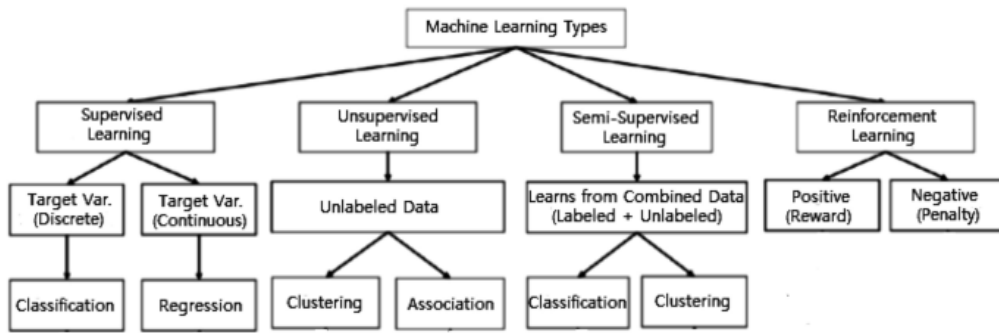 Machine Learning Types
Supervised
Learning
Unsupervised
Learning
Semi-Supervised
Learning
Reinforcement
Learning
Target Var.
(Discrete)
Target Var.
(Continuous)
Unlabeled Data
Learns from Combined Data
(Labeled + Unlabeled)
Positive
(Reward)
Negative
(Penalty)
Classification
Regression
Clustering
Association
Classification
Clustering